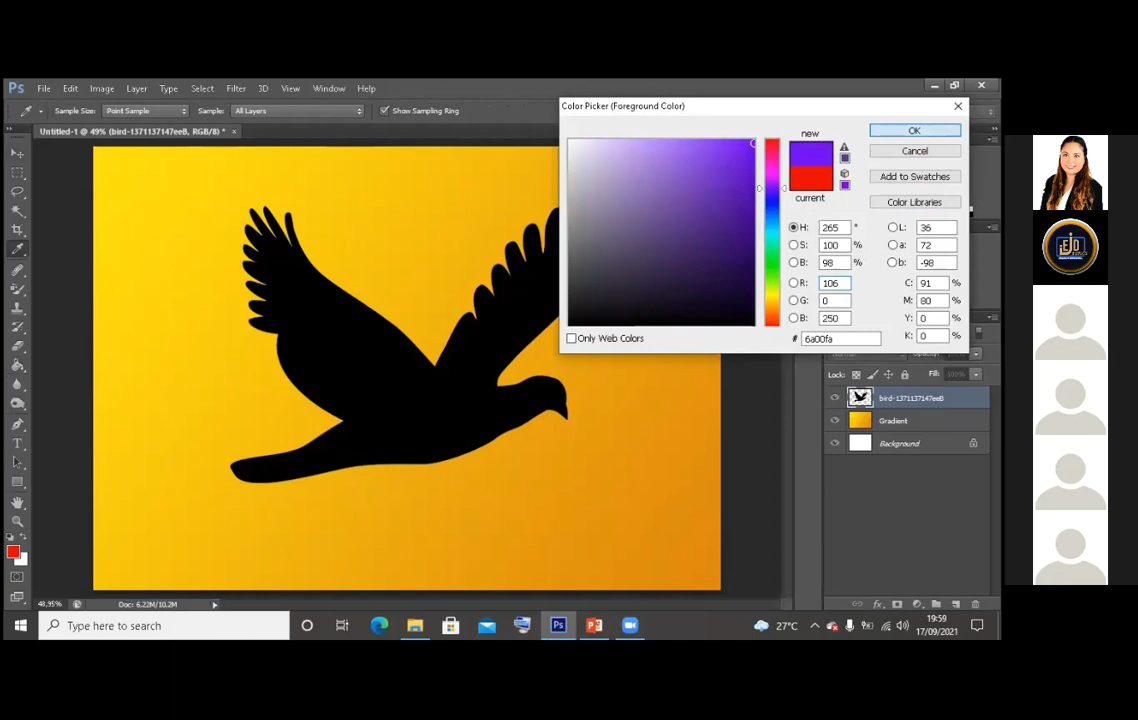 Ps File Edit Image Layer Type Select Filter 3D View Window Help
Sample Size: Point Sample Sample: All Layers Show Sampling Ring
Untitled-1 @ 49% (bird-1371137147ee8, RGB/8) * ×
Color Picker (Foreground Color)
new
current
OK
Cancel
Add to Swatches
Color Libraries
H: 265 ° L: 36
S: 100 % a: 72
B: 98 % b: -98
R: 106 C: 91 %
G: 0 M: 80 %
B: 250 Y: 0 %
# 6a00fa K: 0 %
Only Web Colors
Lock: Fill: 100%
bird-1371137147ee8
Gradient
Background
48,95% Doc: 6,22M/10,2M
Type here to search
27°C
19:59
17/09/2021